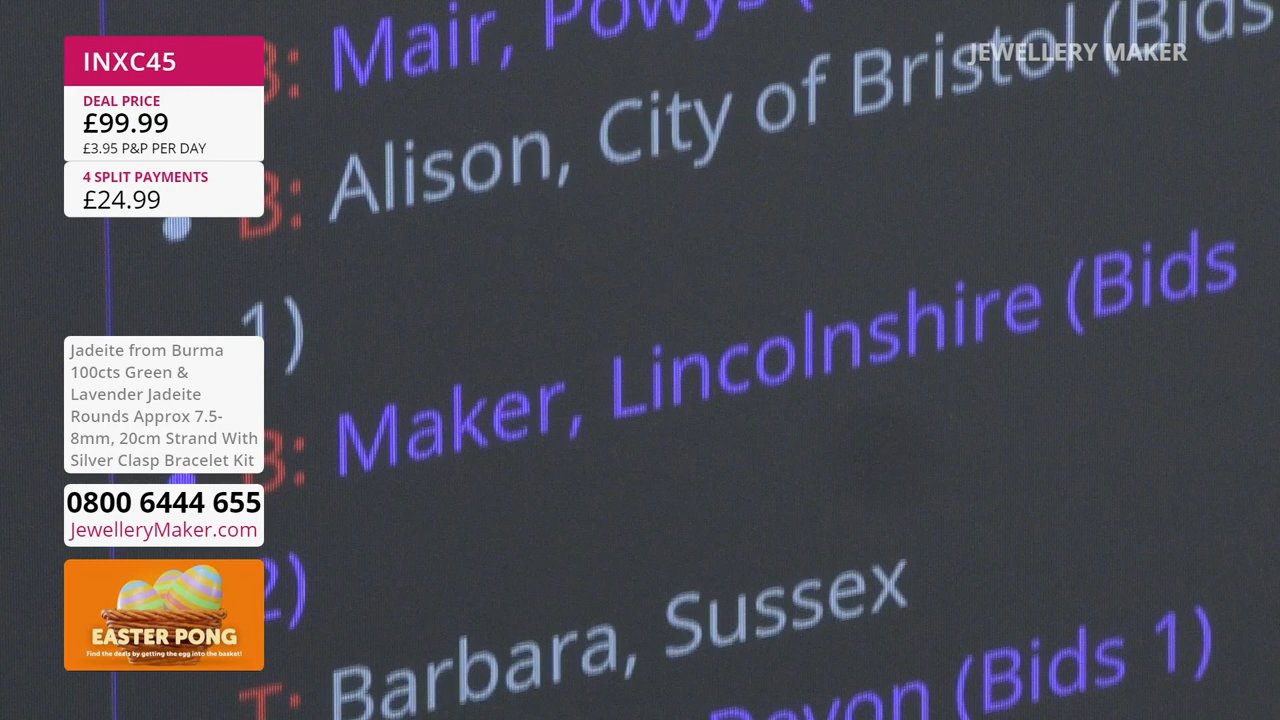 INXC45
DEAL PRICE
£99.99
£3.95 P&P PER DAY
4 SPLIT PAYMENTS
£24.99
Jadeite from Burma
100cts Green &
Lavender Jadeite
Rounds Approx 7.5-
8mm, 20cm Strand With
Silver Clasp Bracelet Kit
0800 6444 655
JewelleryMaker.com
EASTER PONG
Find the deals by getting the egg into the basket!
JEWELLERY MAKER
B: Mair, Powys (
B: Alison, City of Bristol (Bids
1)
B: Maker, Lincolnshire (Bids
2)
T: Barbara, Sussex
Devon (Bids 1)